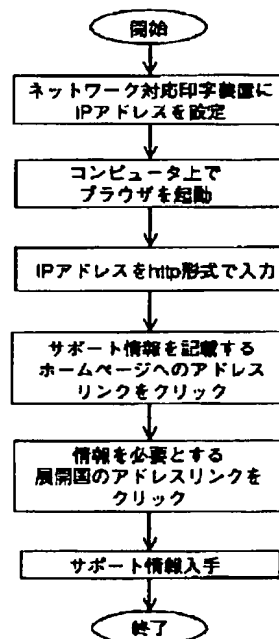 開始
ネットワーク対応印字装置に
IPアドレスを設定
コンピュータ上で
ブラウザを起動
IPアドレスをhttp形式で入力
サポート情報を記載する
ホームページへのアドレス
リンクをクリック
情報を必要とする
展開国のアドレスリンクを
クリック
サポート情報入手
終了